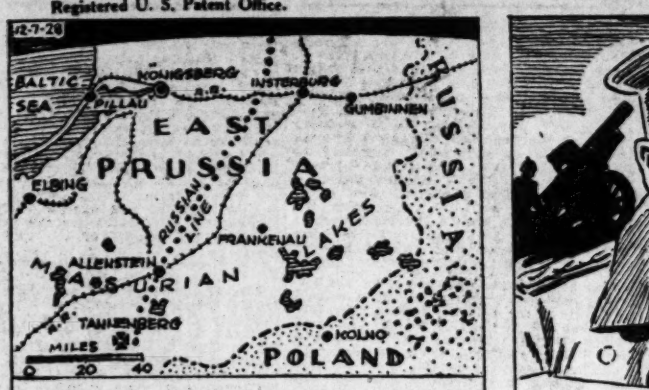 Registered U. S. Patent Office.
12-7-28
BALTIC
SEA
PILLAU
KÖNIGSBERG
R.R.
INSTERBURG
GUMBINNEN
RUSSIA
EAST
PRUSSIA
ELBING
RUSSIAN
LINE
FRANKENAU
LAKES
ALLENSTEIN
MASURIAN
R.R.
TANNENBERG
KOLNO
MILES
POLAND
0 20 40